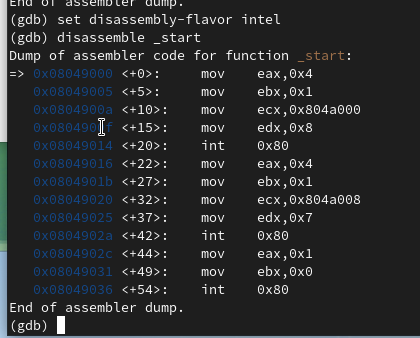 End of assembler dump.
(gdb) set disassembly-flavor intel
(gdb) disassemble _start
Dump of assembler code for function _start:
=> 0x08049000 <+0>: mov eax,0x4
0x08049005 <+5>: mov ebx,0x1
0x0804900a <+10>: mov ecx,0x804a000
0x0804900f <+15>: mov edx,0x8
0x08049014 <+20>: int 0x80
0x08049016 <+22>: mov eax,0x4
0x0804901b <+27>: mov ebx,0x1
0x08049020 <+32>: mov ecx,0x804a008
0x08049025 <+37>: mov edx,0x7
0x0804902a <+42>: int 0x80
0x0804902c <+44>: mov eax,0x1
0x08049031 <+49>: mov ebx,0x0
0x08049036 <+54>: int 0x80
End of assembler dump.
(gdb)